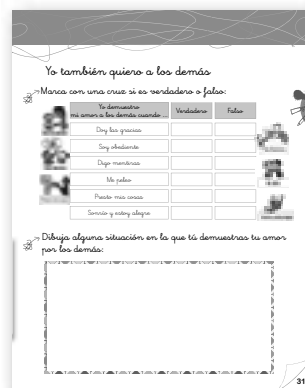 Yo también quiero a los demás
Marca con una cruz si es verdadero o falso:
Yo demuestro
mi amor a los demás cuando ...
Verdadero
Falso
Doy las gracias
Soy obediente
Digo mentiras
Me peleo
Presto mis cosas
Sonrío y estoy alegre
Dibuja alguna situación en la que tú demuestras tu amor
por los demás:
31